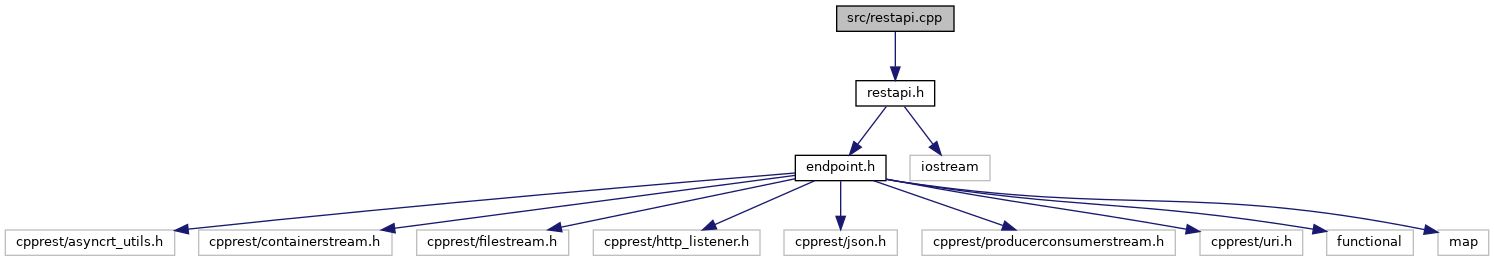 src/restapi.cpp
restapi.h
endpoint.h
iostream
cpprest/asyncrt_utils.h
cpprest/containerstream.h
cpprest/filestream.h
cpprest/http_listener.h
cpprest/json.h
cpprest/producerconsumerstream.h
cpprest/uri.h
functional
map